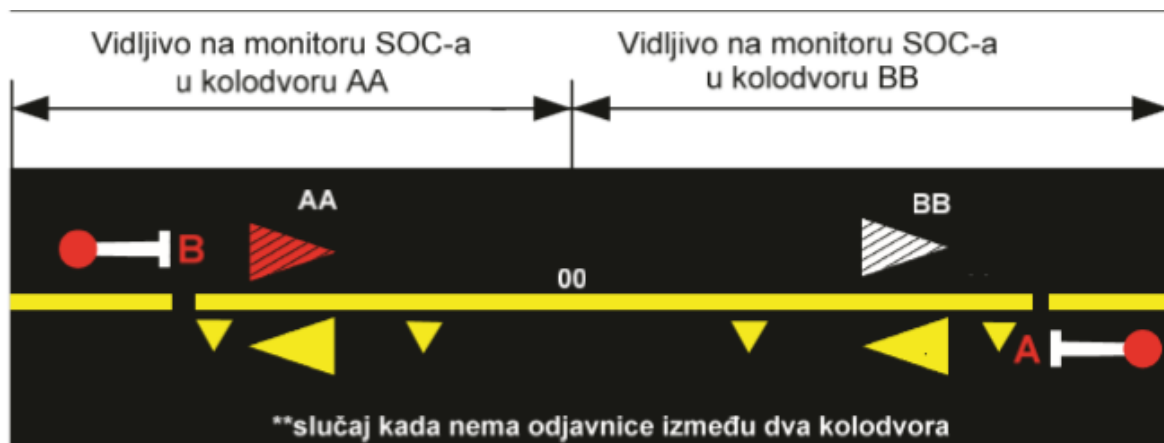 Vidljivo na monitoru SOC-a
u kolodvoru AA
Vidljivo na monitoru SOC-a
u kolodvoru BB
AA
BB
B
00
A
**slučaj kada nema odjavnice između dva kolodvora